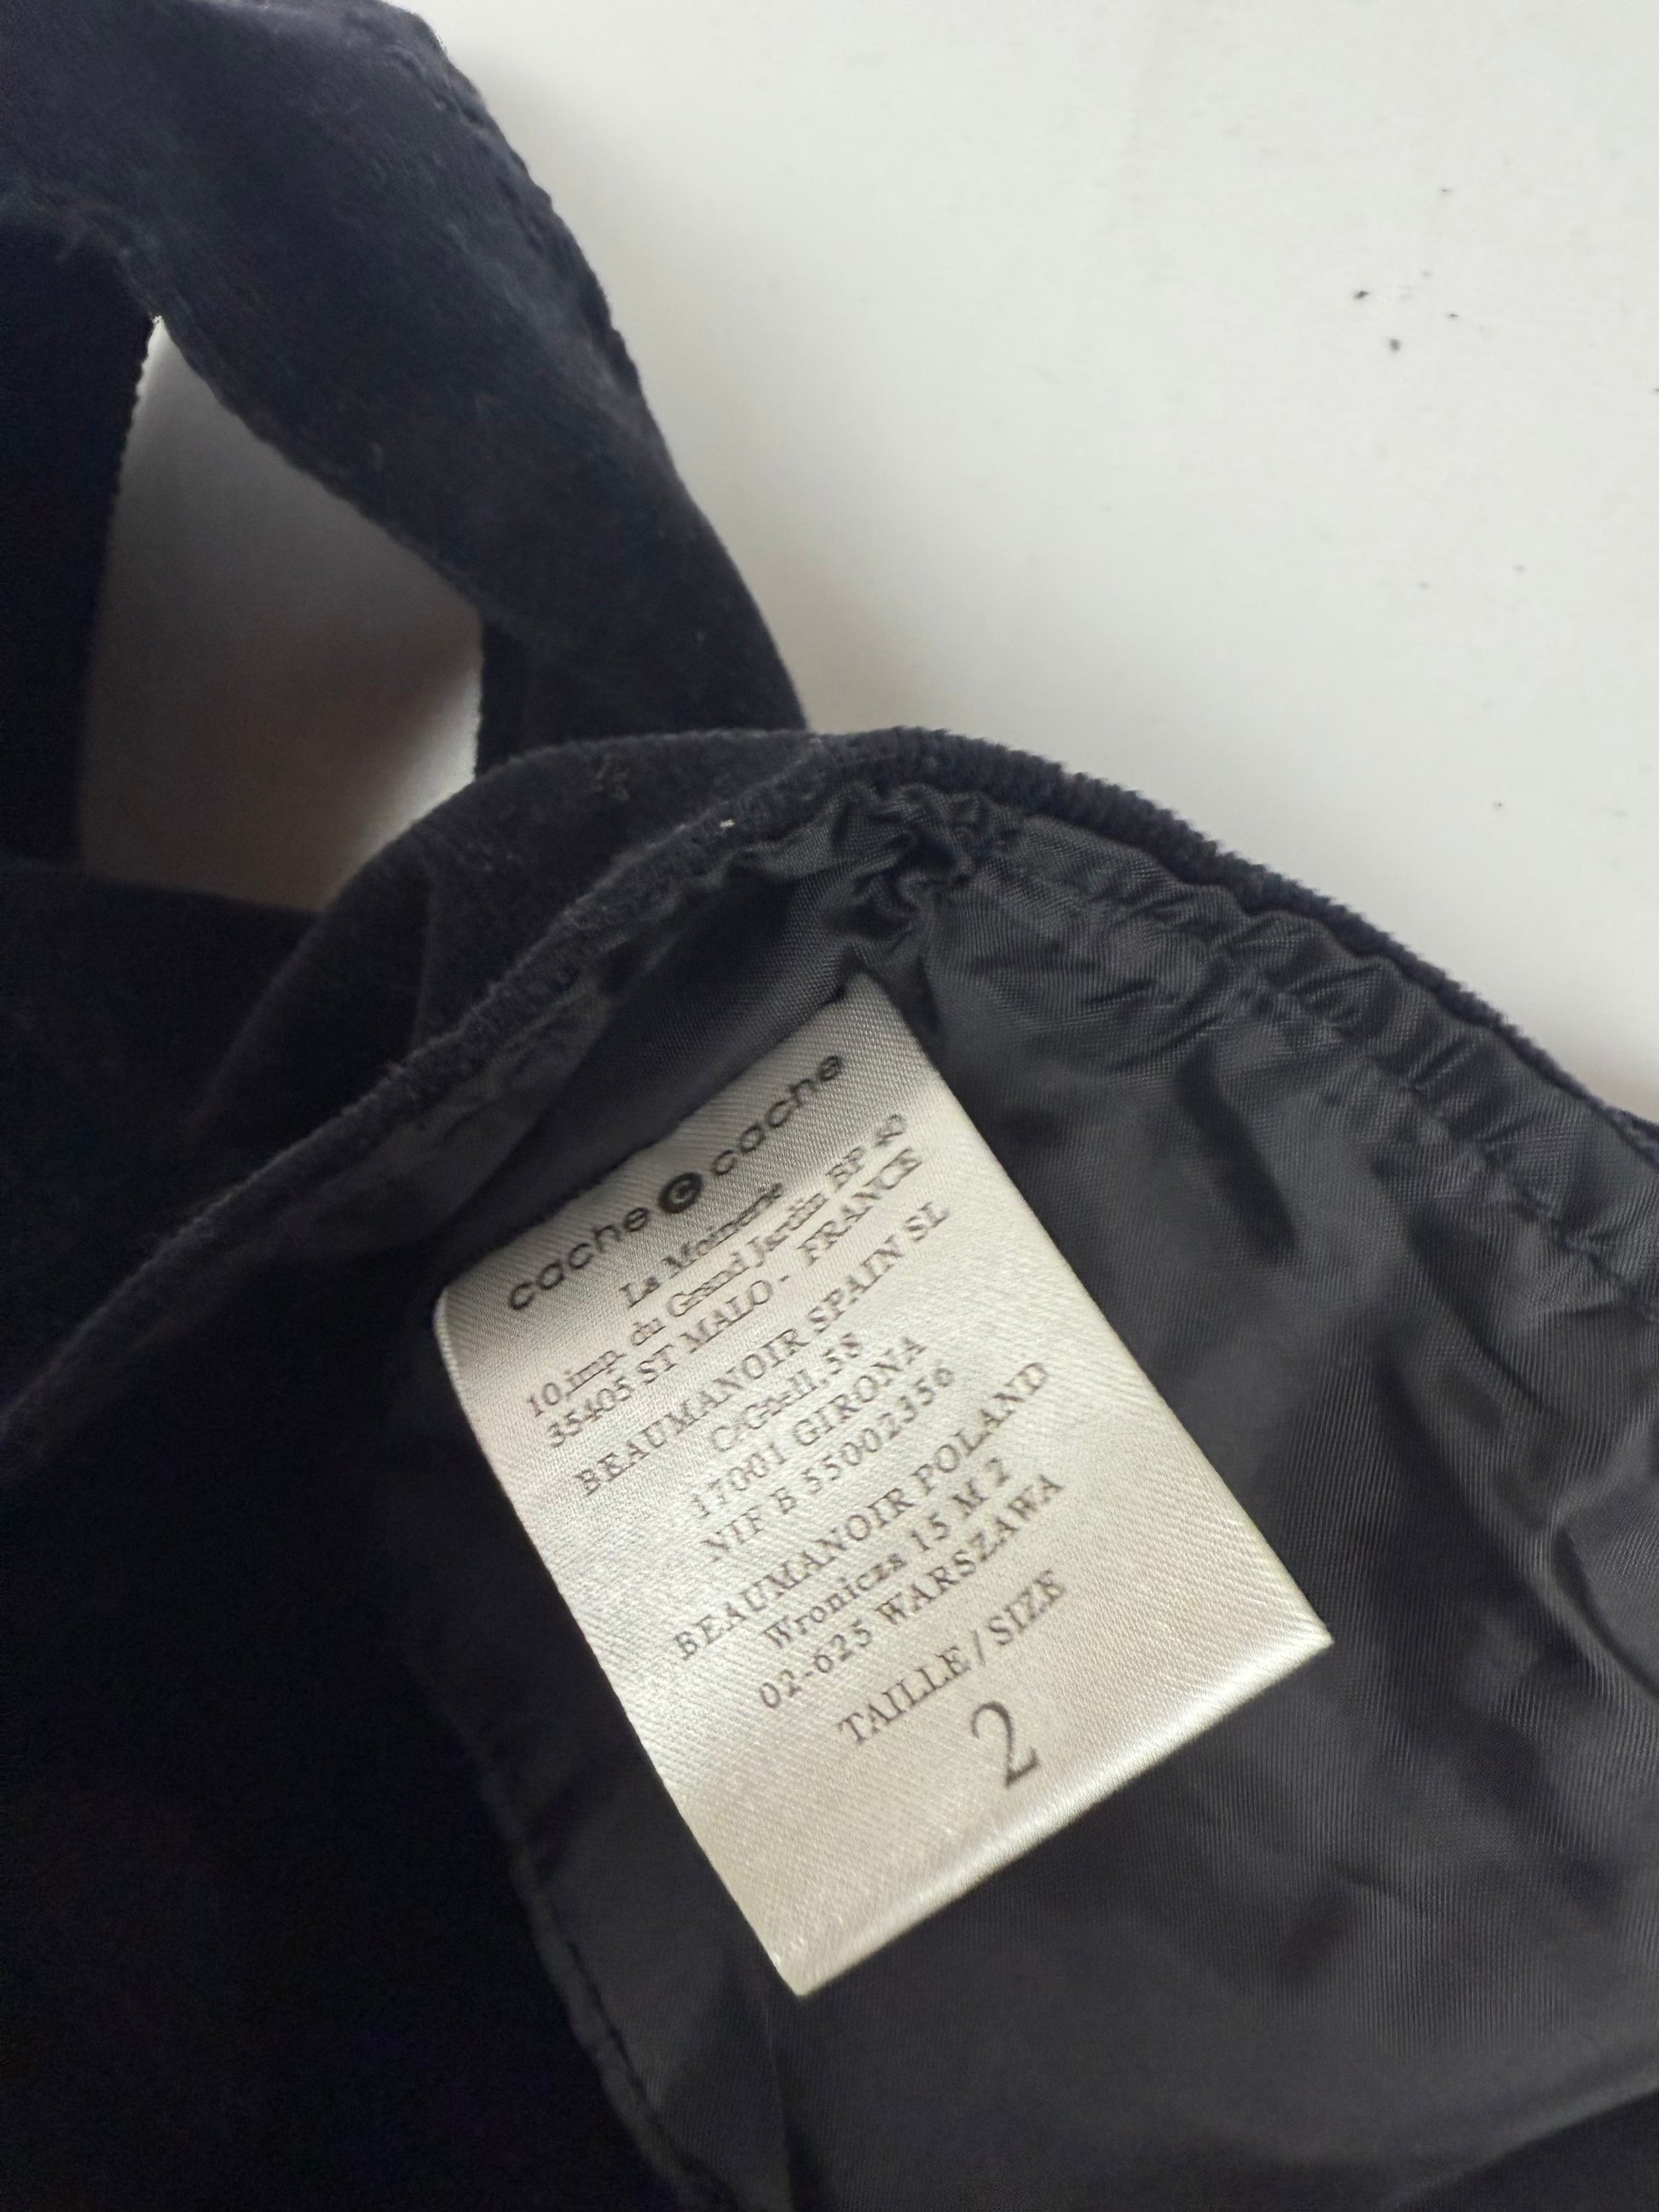 cache C cache
La Moinerie
10,imp. du Grand Jardin BP 40
35405 ST MALO - FRANCE
BEAUMANOIR SPAIN SL
C/Gnell,58
17001 GIRONA
NIF B 55002356
BEAUMANOIR POLAND
Wronicza 15 M 2
02-625 WARSZAWA
TAILLE / SIZE
2